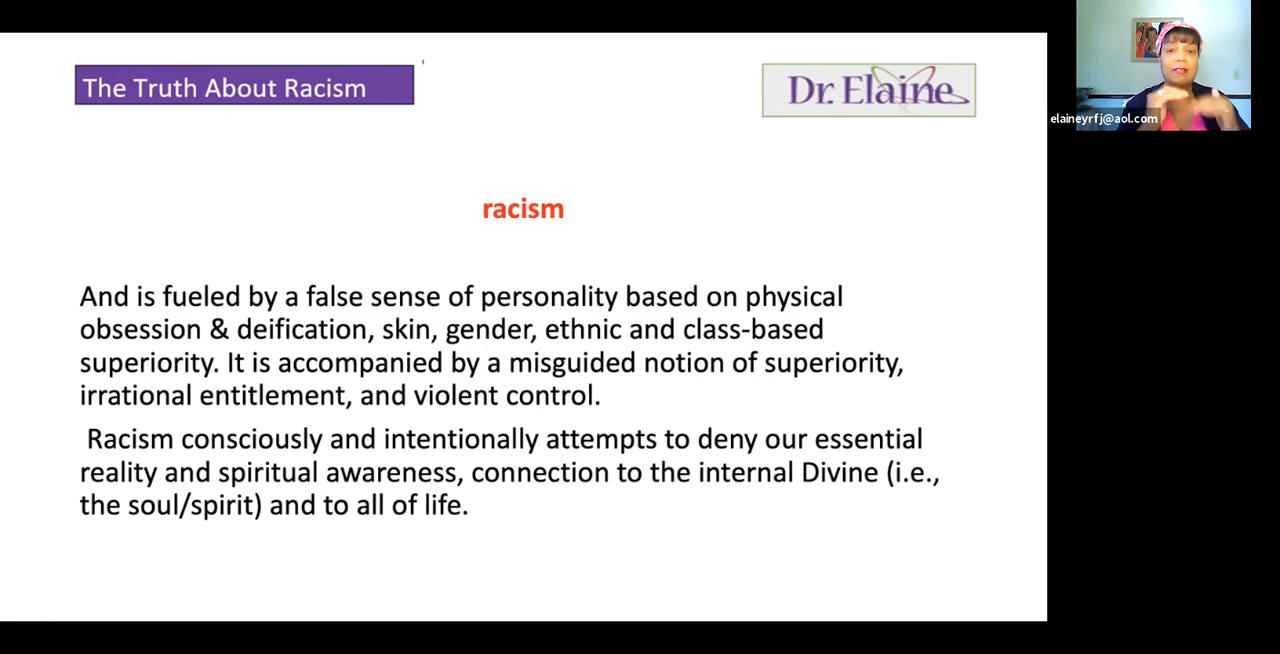 The Truth About Racism
Dr. Elaine
elaineyrfj@aol.com
racism
And is fueled by a false sense of personality based on physical
obsession & deification, skin, gender, ethnic and class-based
superiority. It is accompanied by a misguided notion of superiority,
irrational entitlement, and violent control.
Racism consciously and intentionally attempts to deny our essential
reality and spiritual awareness, connection to the internal Divine (i.e.,
the soul/spirit) and to all of life.